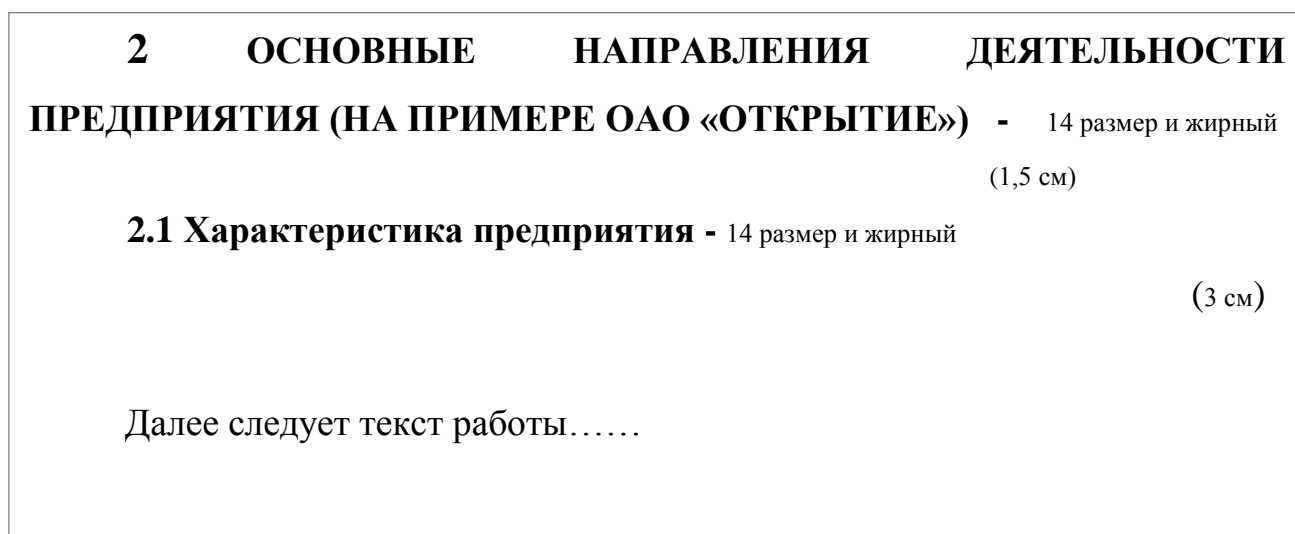 2 ОСНОВНЫЕ НАПРАВЛЕНИЯ ДЕЯТЕЛЬНОСТИ
ПРЕДПРИЯТИЯ (НА ПРИМЕРЕ ОАО «ОТКРЫТИЕ») - 14 размер и жирный
(1,5 см)
2.1 Характеристика предприятия - 14 размер и жирный
(3 см)
Далее следует текст работы……